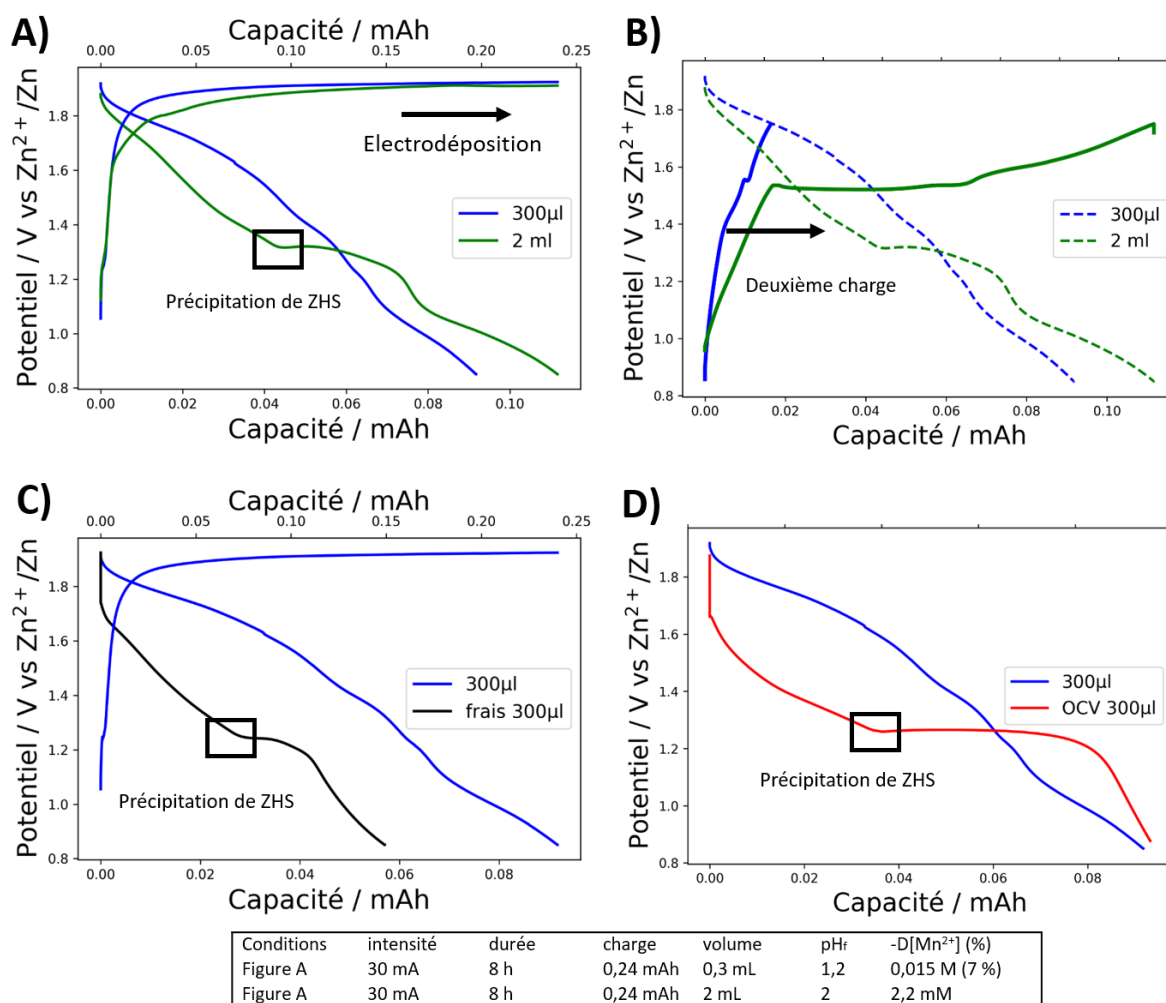 A)
Capacité / mAh
0.00 0.05 0.10 0.15 0.20 0.25
Potentiel / V vs Zn²⁺/Zn
1.8
1.6
1.4
1.2
1.0
0.8
Electrodéposition
300µl
2 ml
Précipitation de ZHS
0.00 0.02 0.04 0.06 0.08 0.10
Capacité / mAh
B)
Potentiel / V vs Zn²⁺/Zn
1.8
1.6
1.4
1.2
1.0
0.8
300µl
2 ml
Deuxième charge
0.00 0.02 0.04 0.06 0.08 0.10
Capacité / mAh
C)
Capacité / mAh
0.00 0.05 0.10 0.15 0.20 0.25
Potentiel / V vs Zn²⁺/Zn
1.8
1.6
1.4
1.2
1.0
0.8
300µl
frais 300µl
Précipitation de ZHS
0.00 0.02 0.04 0.06 0.08
Capacité / mAh
D)
Potentiel / V vs Zn²⁺/Zn
1.8
1.6
1.4
1.2
1.0
0.8
300µl
OCV 300µl
Précipitation de ZHS
0.00 0.02 0.04 0.06 0.08
Capacité / mAh
Conditions intensité durée charge volume pHf -D[Mn²⁺] (%)
Figure A 30 mA 8 h 0,24 mAh 0,3 mL 1,2 0,015 M (7 %)
Figure A 30 mA 8 h 0,24 mAh 2 mL 2 2,2 mM